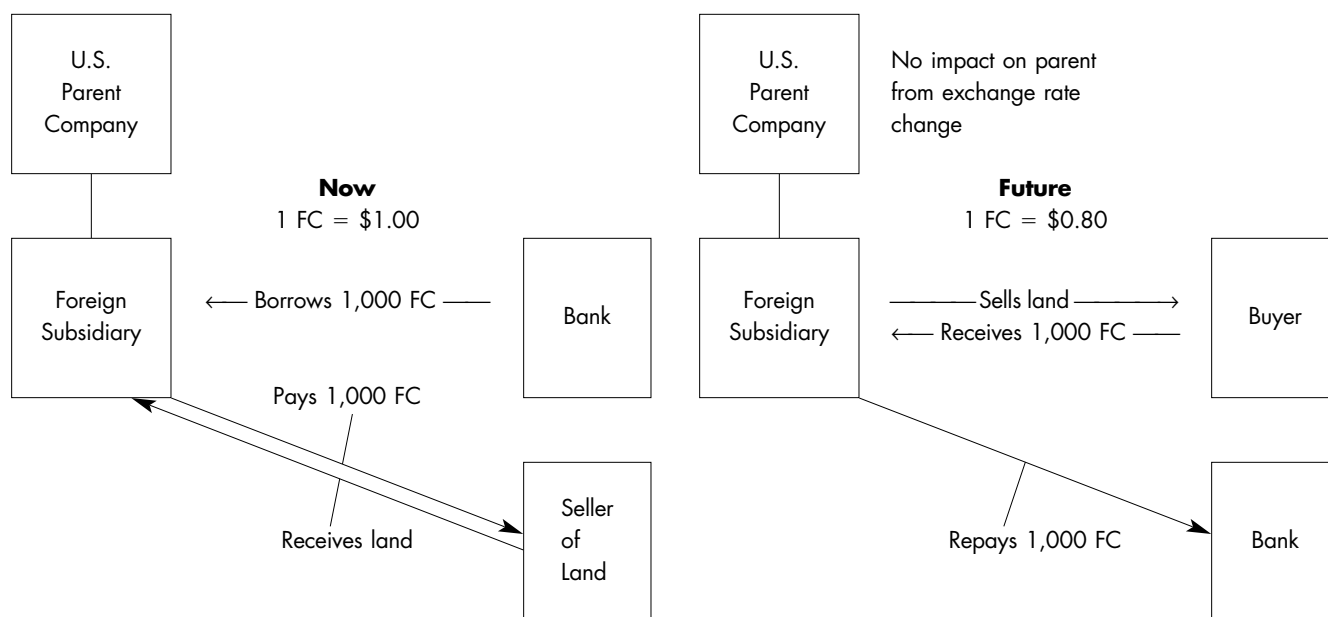 U.S.
Parent
Company
Now
1 FC = $1.00
Foreign
Subsidiary
Borrows 1,000 FC
Bank
Pays 1,000 FC
Receives land
Seller
of
Land
U.S.
Parent
Company
No impact on parent
from exchange rate
change
Future
1 FC = $0.80
Foreign
Subsidiary
Sells land
Receives 1,000 FC
Buyer
Repays 1,000 FC
Bank